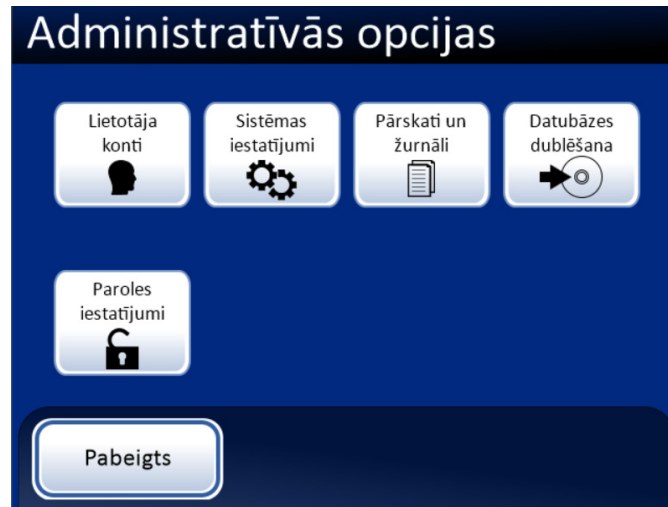 Administratīvās opcijas
Lietotāja
konti
Sistēmas
iestatījumi
Pārskati un
žurnāli
Datubāzes
dublēšana
Paroles
iestatījumi
Pabeigts